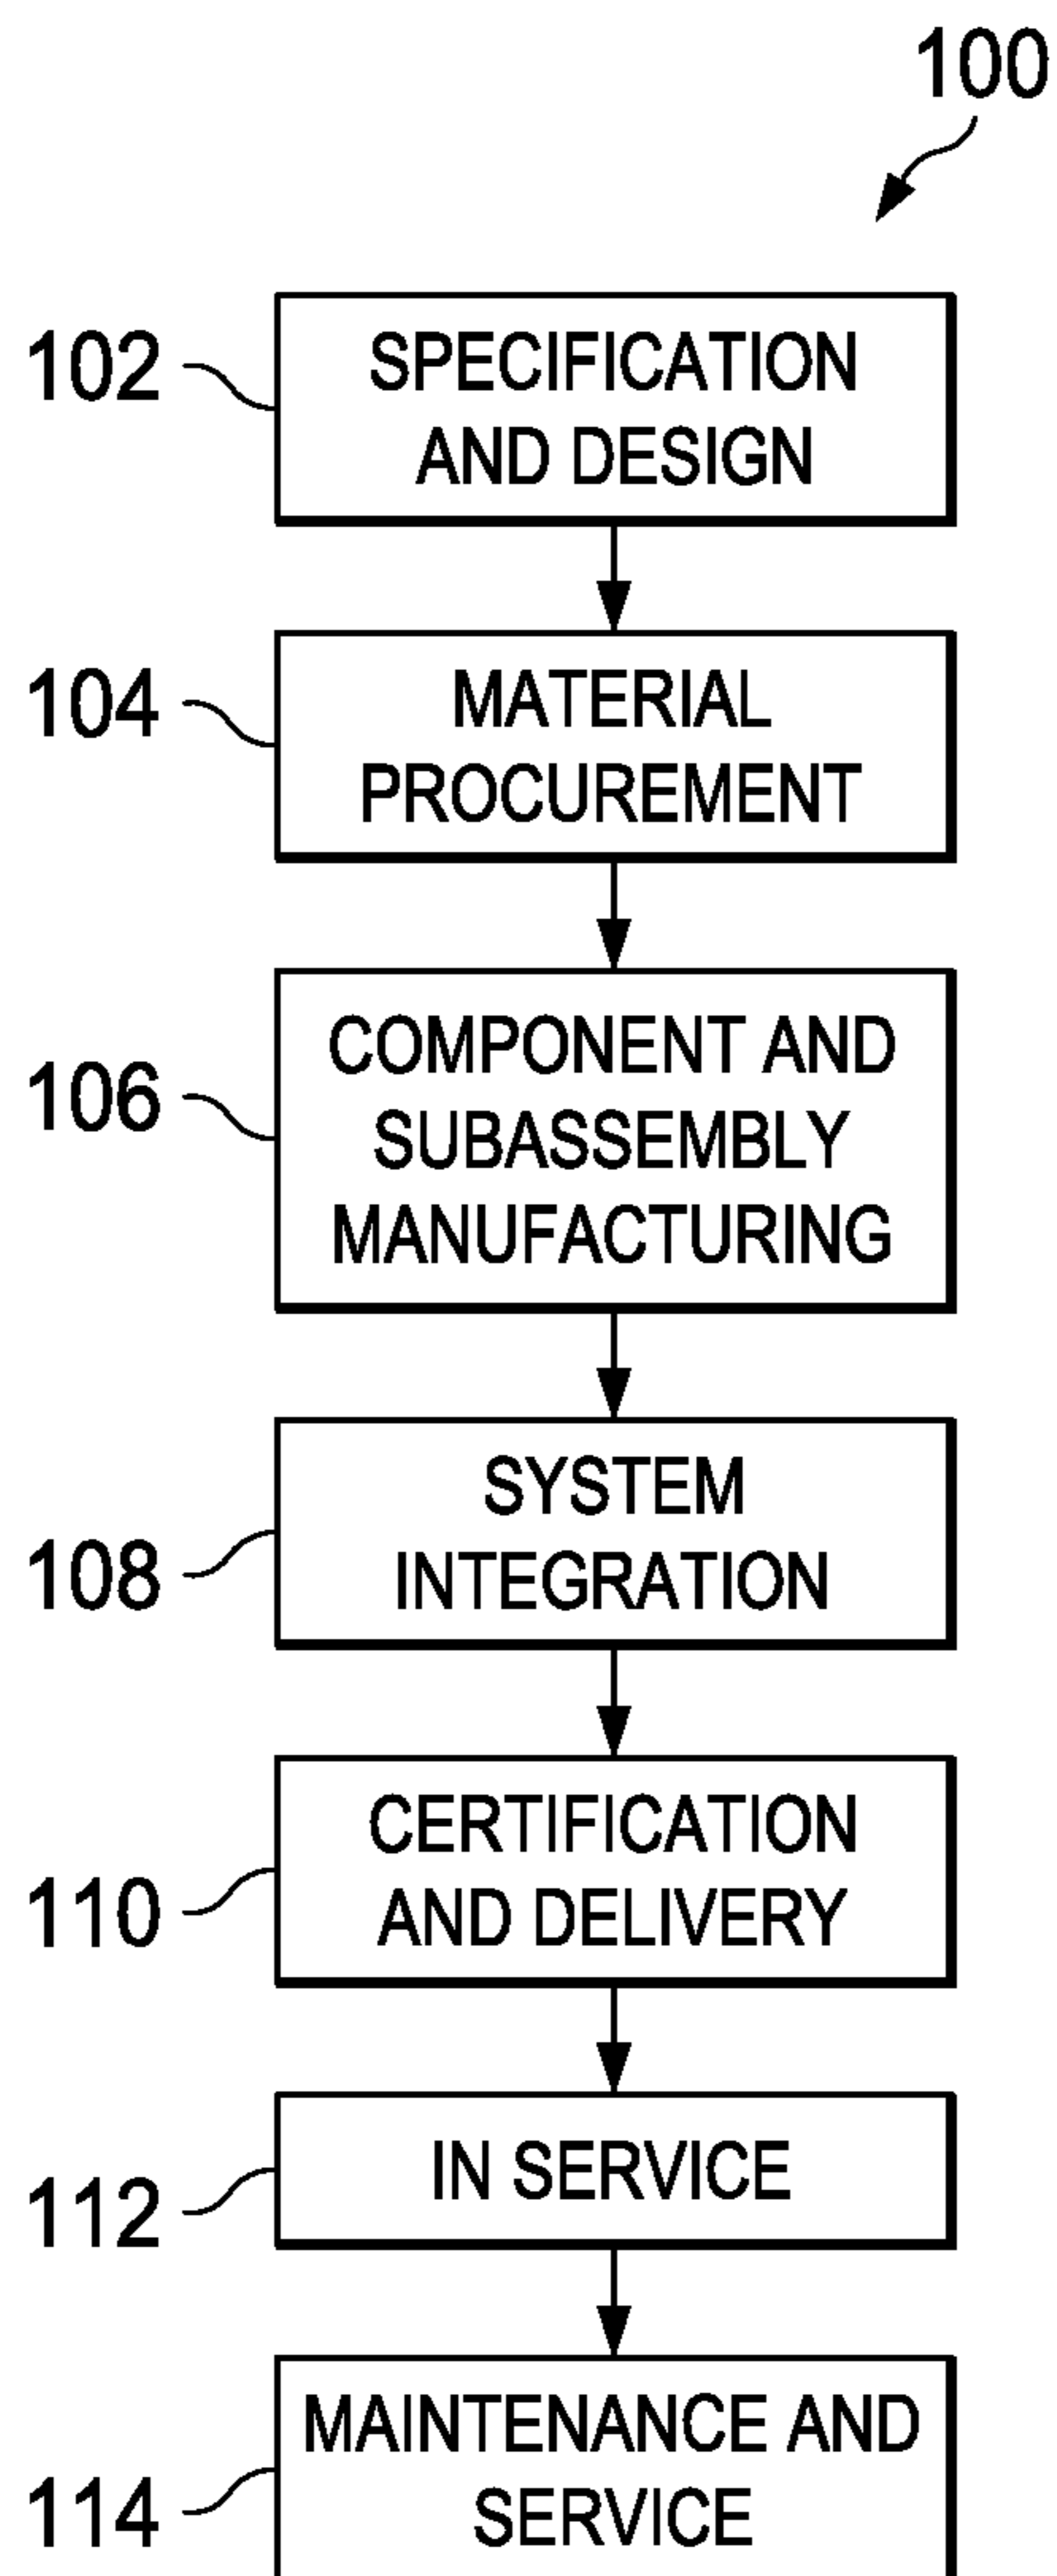 100
102
SPECIFICATION
AND DESIGN
104
MATERIAL
PROCUREMENT
106
COMPONENT AND
SUBASSEMBLY
MANUFACTURING
108
SYSTEM
INTEGRATION
110
CERTIFICATION
AND DELIVERY
112
IN SERVICE
114
MAINTENANCE AND
SERVICE